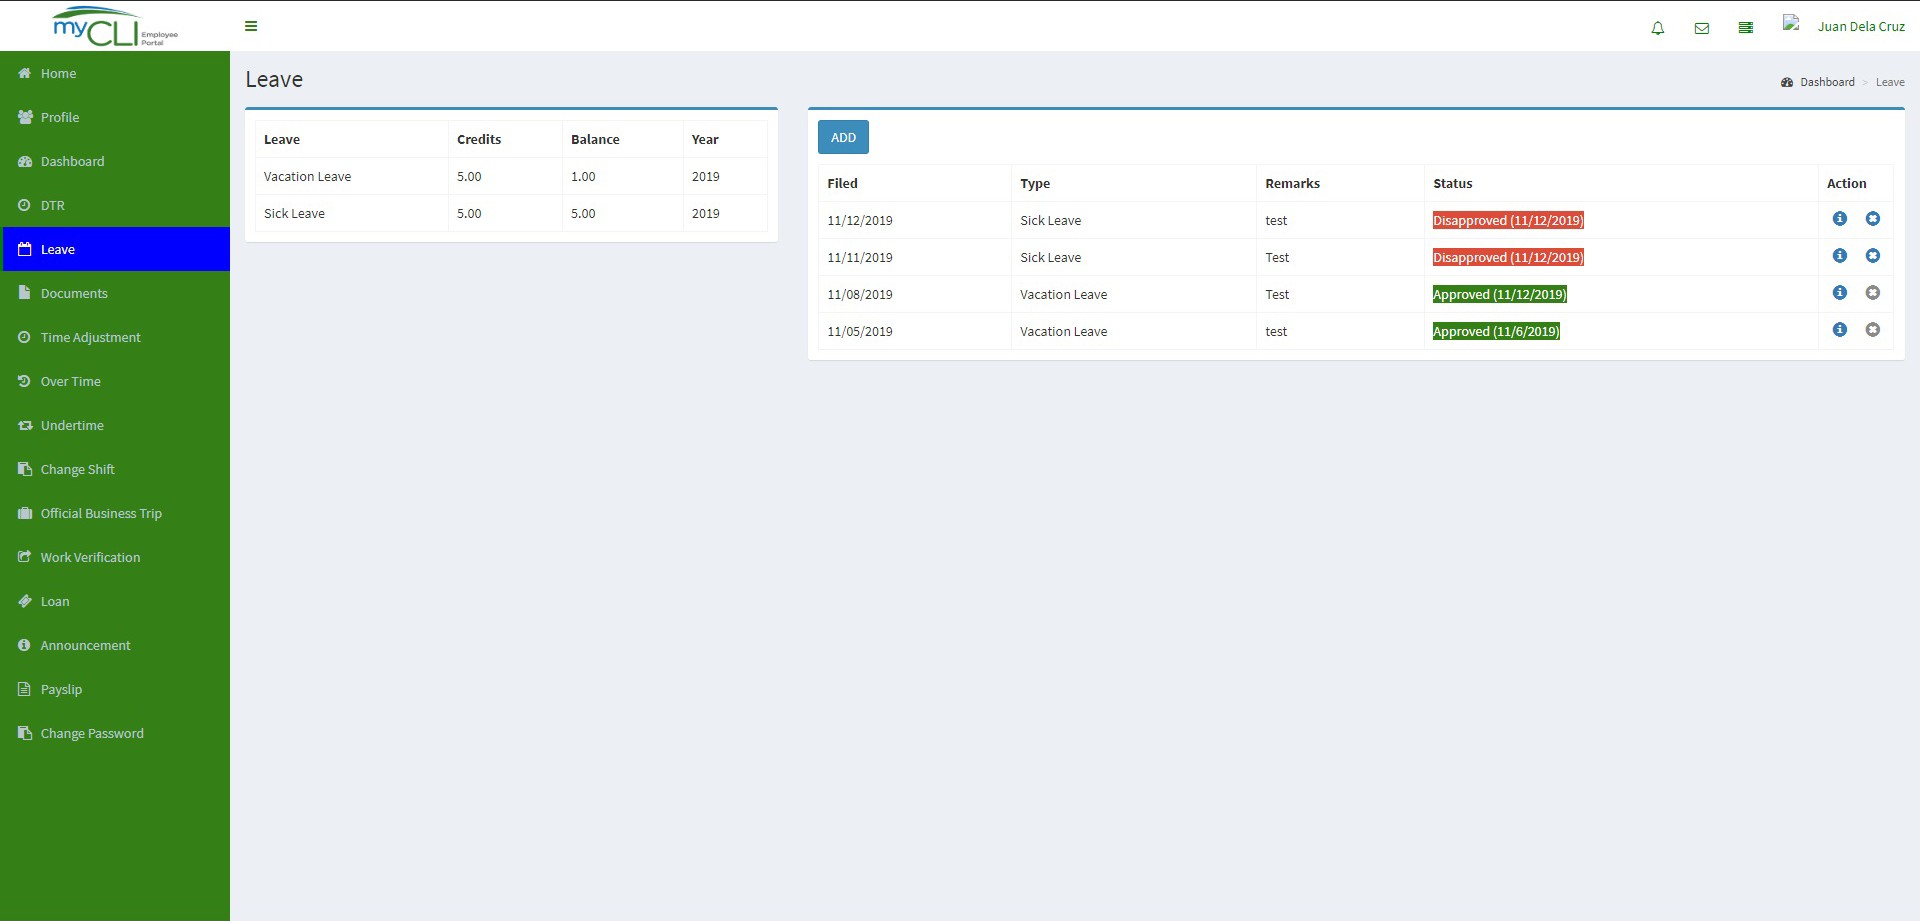 myCLI Employee Portal
Juan Dela Cruz
Home
Profile
Dashboard
DTR
Leave
Documents
Time Adjustment
Over Time
Undertime
Change Shift
Official Business Trip
Work Verification
Loan
Announcement
Payslip
Change Password
Leave
Dashboard > Leave
Leave Credits Balance Year
Vacation Leave 5.00 1.00 2019
Sick Leave 5.00 5.00 2019
ADD
Filed Type Remarks Status Action
11/12/2019 Sick Leave test Disapproved (11/12/2019)
11/11/2019 Sick Leave Test Disapproved (11/12/2019)
11/08/2019 Vacation Leave Test Approved (11/12/2019)
11/05/2019 Vacation Leave test Approved (11/6/2019)